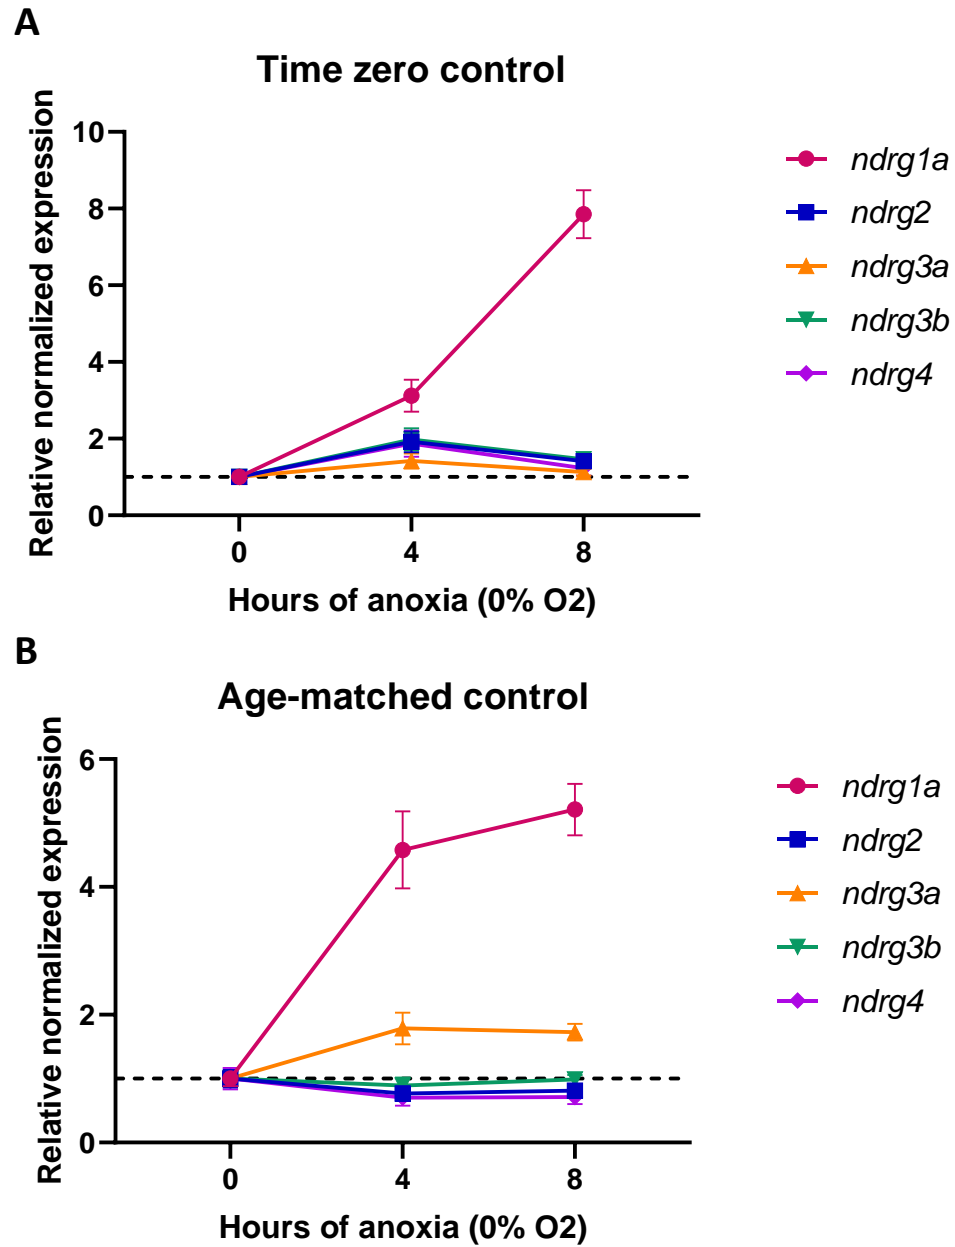 A
Time zero control
Relative normalized expression
10
8
6
4
2
0
0 4 8
Hours of anoxia (0% O2)
ndrg1a
ndrg2
ndrg3a
ndrg3b
ndrg4
B
Age-matched control
Relative normalized expression
6
4
2
0
0 4 8
Hours of anoxia (0% O2)
ndrg1a
ndrg2
ndrg3a
ndrg3b
ndrg4